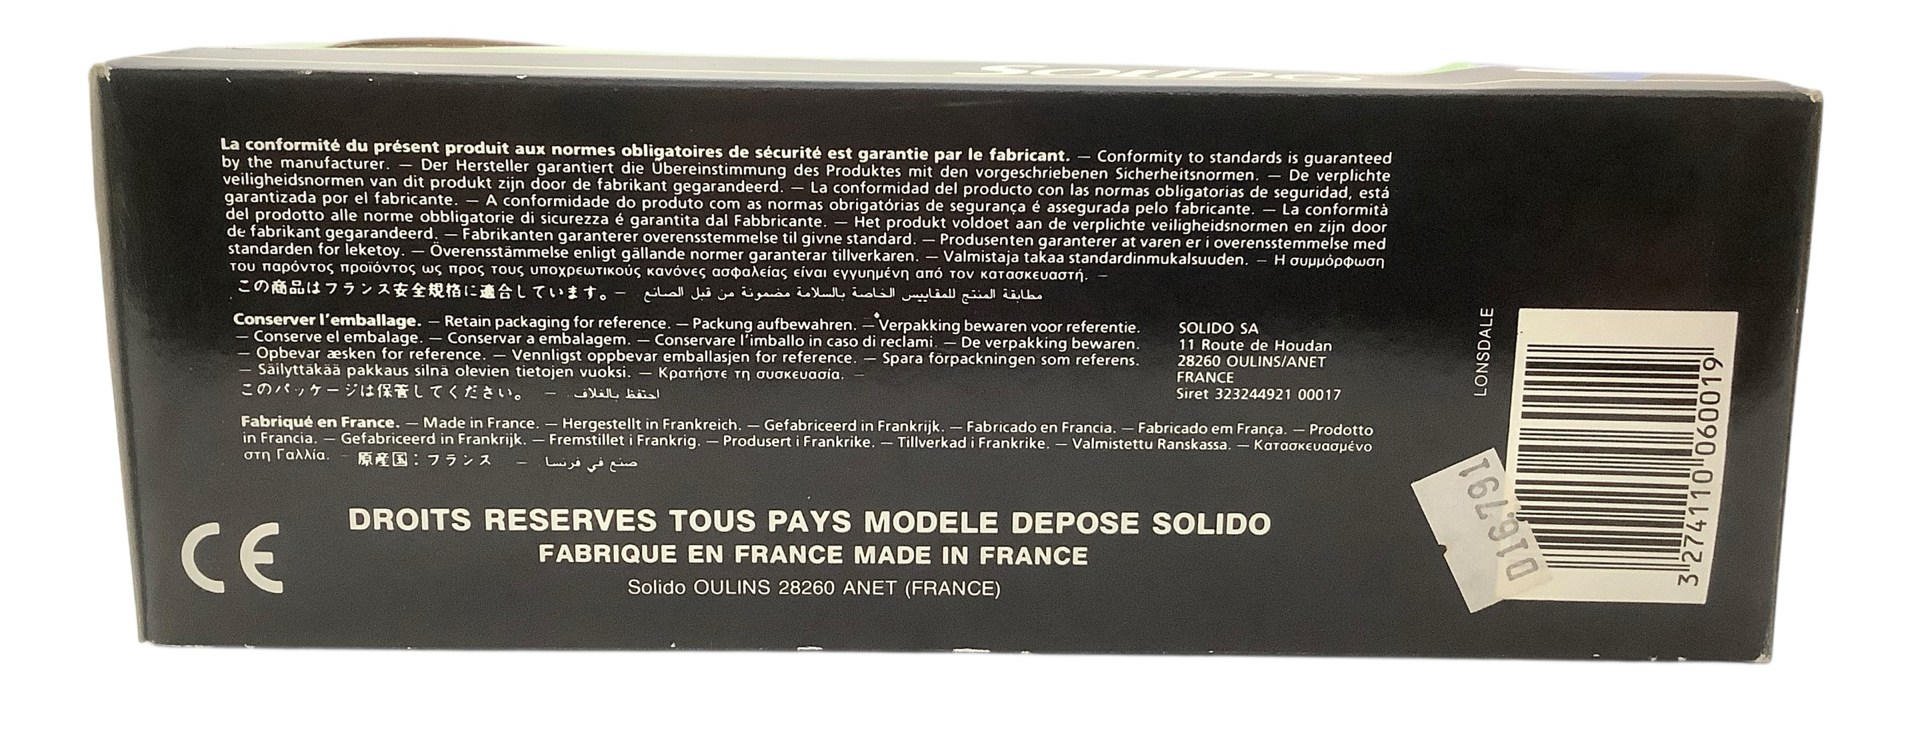 SOLIDO
La conformité du présent produit aux normes obligatoires de sécurité est garantie par le fabricant. — Conformity to standards is guaranteed
by the manufacturer. — Der Hersteller garantiert die Übereinstimmung des Produktes mit den vorgeschriebenen Sicherheitsnormen. — De verplichte
veiligheidsnormen van dit produkt zijn door de fabrikant gegarandeerd. — La conformidad del producto con las normas obligatorias de seguridad, está
garantizada por el fabricante. — A conformidade do produto com as normas obrigatórias de segurança é assegurada pelo fabricante. — La conformità
del prodotto alle norme obbligatorie di sicurezza é garantita dal Fabbricante. — Het produkt voldoet aan de verplichte veiligheidsnormen en zijn door
de fabrikant gegarandeerd. — Fabrikanten garanterer overensstemmelse til givne standard. — Produsenten garanterer at varen er i overensstemmelse med
standarden for leketoy. — Överensstämmelse enligt gällande normer garanterar tillverkaren. — Valmistaja takaa standardinmukalsuuden. — Η συμμόρφωση
του παρόντος προϊόντος ως προς τους υποχρεωτικούς κανόνες ασφαλείας είναι εγγυημένη από τον κατασκευαστή. —
この商品はフランス安全規格に適合しています。 — مطابقة المنتج للمقاييس الخاصة بالسلامة مضمونة من قبل الصانع
Conserver l'emballage. — Retain packaging for reference. — Packung aufbewahren. — Verpakking bewaren voor referentie.
— Conserve el embalage. — Conservar a embalagem. — Conservare l'imballo in caso di reclami. — De verpakking bewaren.
— Opbevar æsken for reference. — Vennligst oppbevar emballasjen for reference. — Spara förpackningen som referens.
— Säilyttäkää pakkaus silnä olevien tietojen vuoksi. — Κρατήστε τη συσκευασία. —
このパッケージは保管してください。 — احتفظ بالغلاف.
SOLIDO SA
11 Route de Houdan
28260 OULINS/ANET
FRANCE
Siret 323244921 00017
Fabriqué en France. — Made in France. — Hergestellt in Frankreich. — Gefabriceerd in Frankrijk. — Fabricado en Francia. — Fabricado em França. — Prodotto
in Francia. — Gefabriceerd in Frankrijk. — Fremstillet i Frankrig. — Produsert i Frankrike. — Tillverkad i Frankrike. — Valmistettu Ranskassa. — Κατασκευασμένο
στη Γαλλία. — 原産国：フランス — صنع في فرنسا
DROITS RESERVES TOUS PAYS MODELE DEPOSE SOLIDO
FABRIQUE EN FRANCE MADE IN FRANCE
Solido OULINS 28260 ANET (FRANCE)
CE
LONSDALE
3 274110 060019
D16791